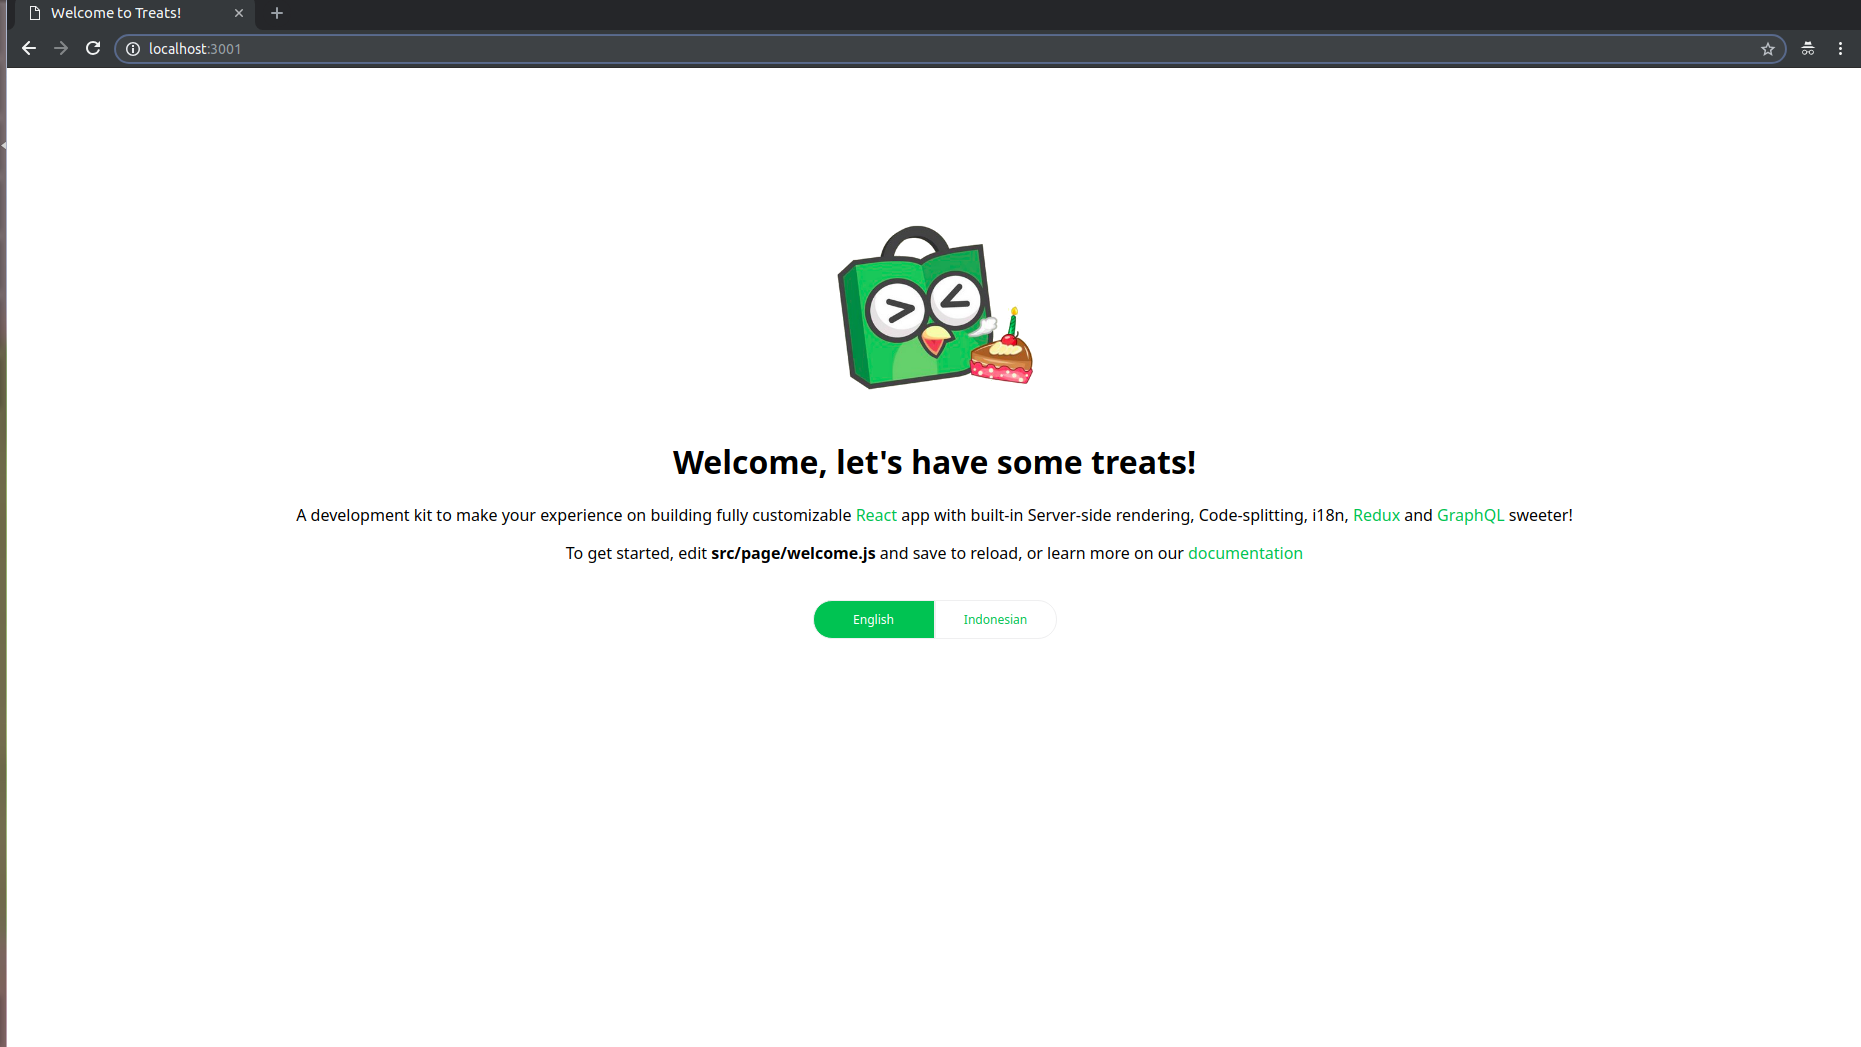 Welcome to Treats!
localhost:3001
Welcome, let's have some treats!
A development kit to make your experience on building fully customizable React app with built-in Server-side rendering, Code-splitting, i18n, Redux and GraphQL sweeter!
To get started, edit src/page/welcome.js and save to reload, or learn more on our documentation
English
Indonesian